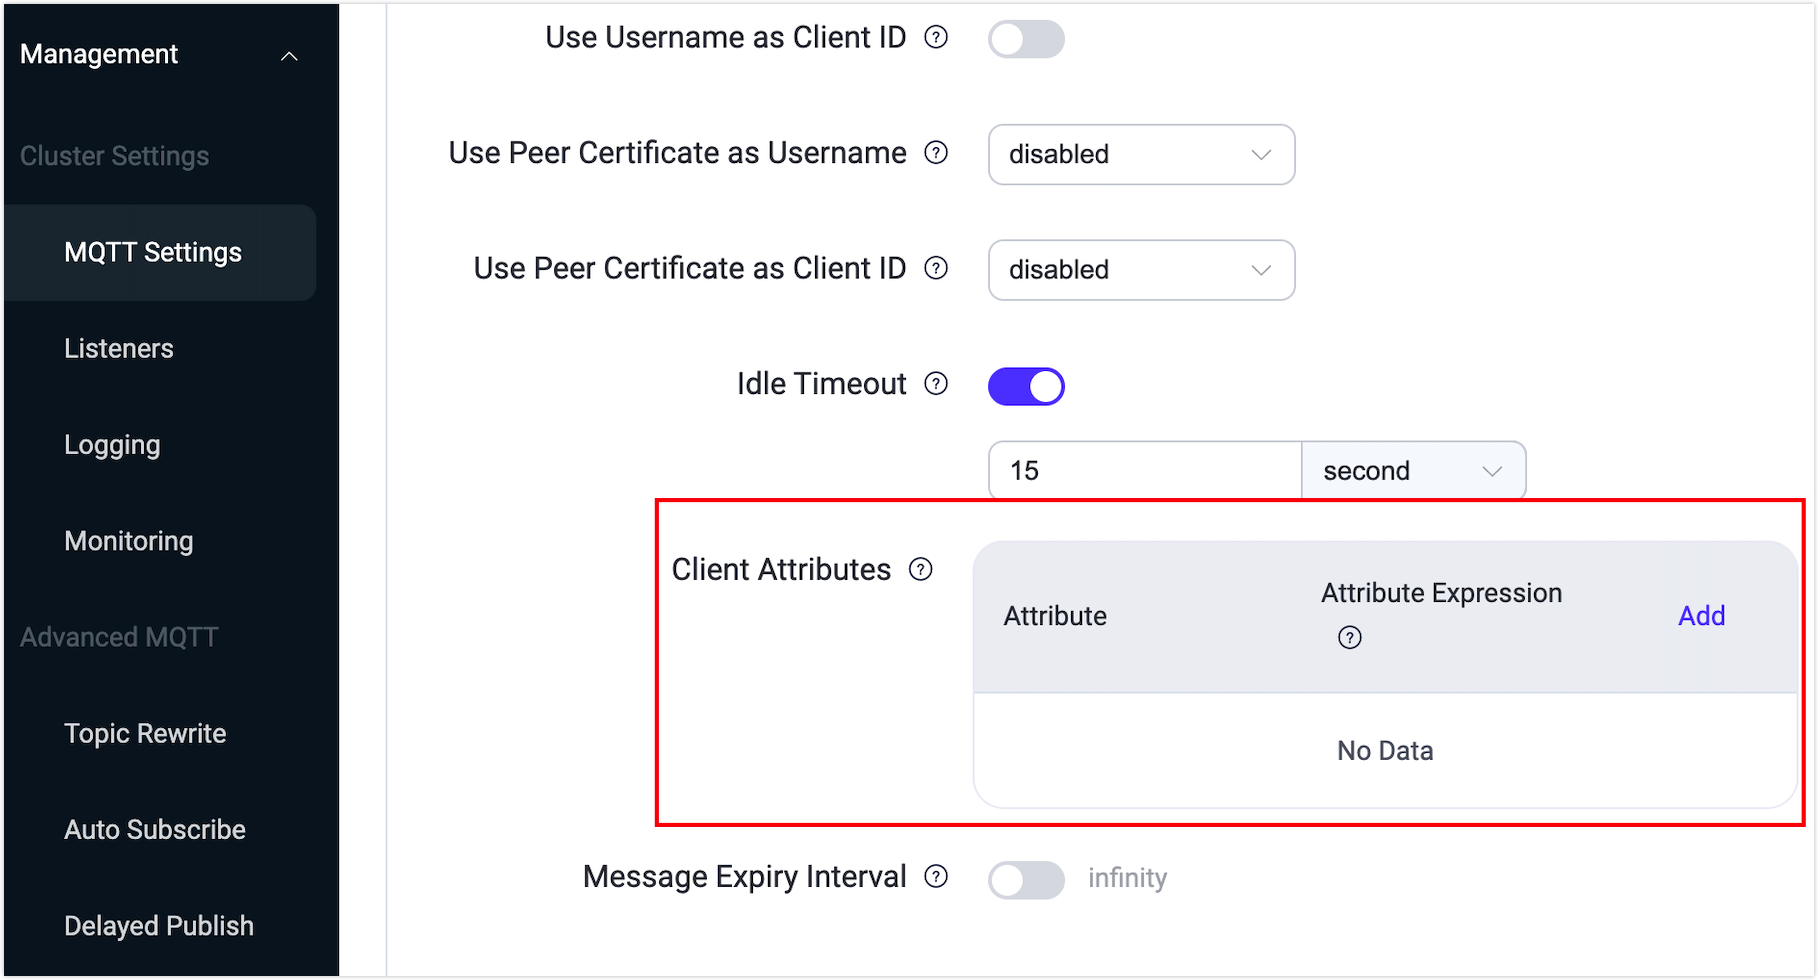 Management
Cluster Settings
MQTT Settings
Listeners
Logging
Monitoring
Advanced MQTT
Topic Rewrite
Auto Subscribe
Delayed Publish
Use Username as Client ID ?
Use Peer Certificate as Username ? disabled
Use Peer Certificate as Client ID ? disabled
Idle Timeout ?
15 second
Client Attributes ?
Attribute
Attribute Expression
?
Add
No Data
Message Expiry Interval ? infinity